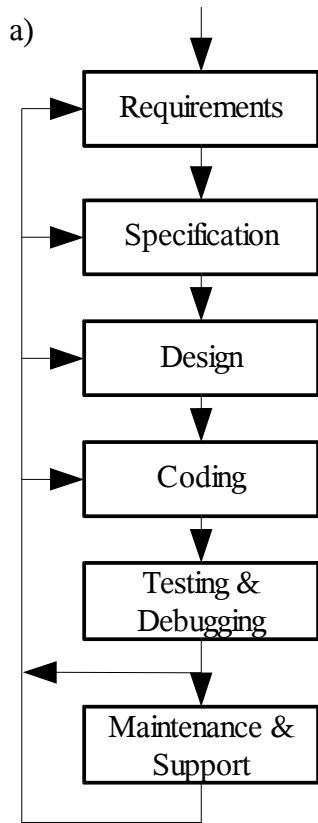 a)
Requirements
Specification
Design
Coding
Testing &
Debugging
Maintenance &
Support